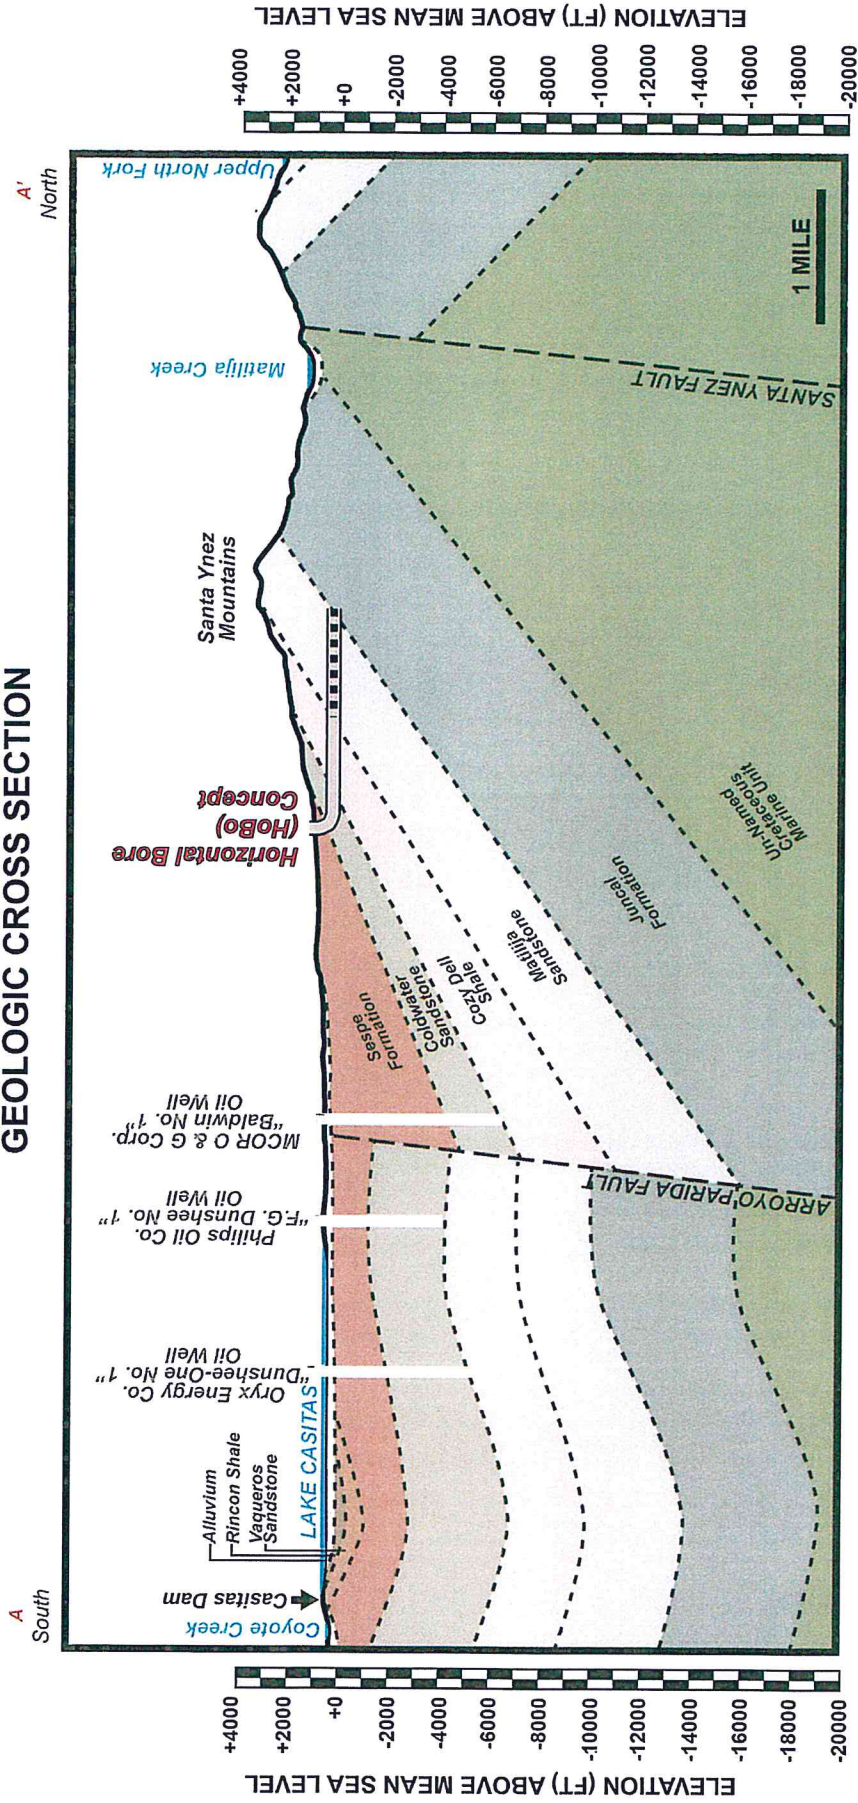 GEOLOGIC CROSS SECTION
A
South
A'
North
ELEVATION (FT) ABOVE MEAN SEA LEVEL
+4000
+2000
+0
-2000
-4000
-6000
-8000
-10000
-12000
-14000
-16000
-18000
-20000
Coyote Creek
Casitas Dam
Alluvium
Rincon Shale
Vaqueros
Sandstone
LAKE CASITAS
Oryx Energy Co.
"Dunshee-One No. 1"
Oil Well
Philips Oil Co.
"F.G. Dunshee No. 1"
Oil Well
MCOR O & G Corp.
"Baldwin No. 1"
Oil Well
Horizontal Bore
(HoBo)
Concept
Santa Ynez
Mountains
Matilija Creek
Upper North Fork
Sespe
Formation
Coldwater
Sandstone
Cozy Dell
Shale
Matilija
Sandstone
Juncal
Formation
Un-Named
Cretaceous
Marine Unit
ARROYO PARIDA FAULT
SANTA YNEZ FAULT
1 MILE
+4000
+2000
+0
-2000
-4000
-6000
-8000
-10000
-12000
-14000
-16000
-18000
-20000
ELEVATION (FT) ABOVE MEAN SEA LEVEL